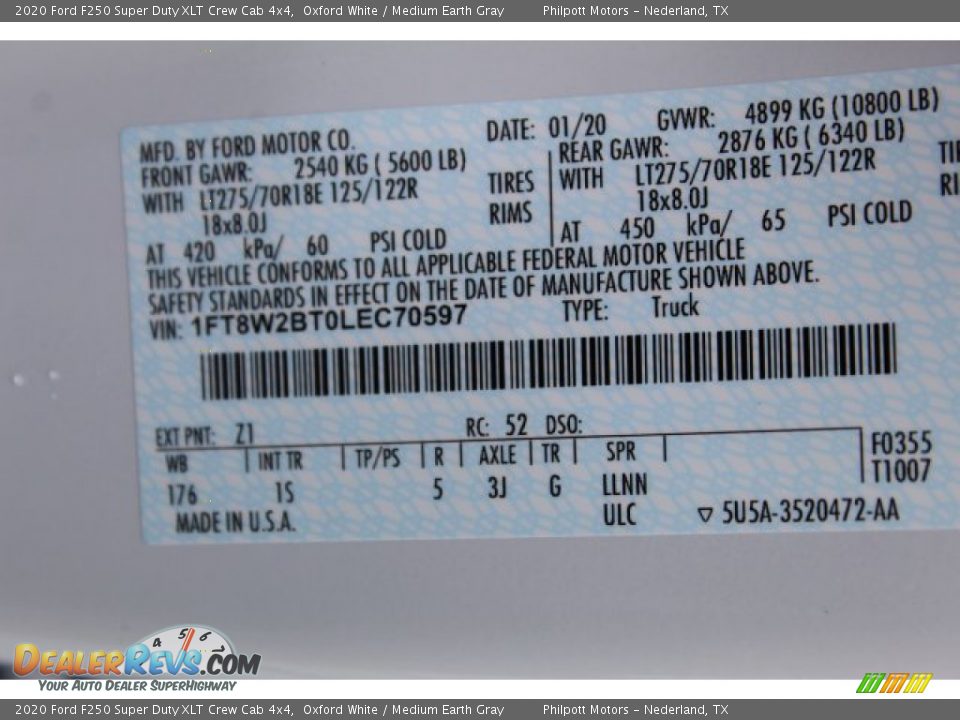 2020 Ford F250 Super Duty XLT Crew Cab 4x4, Oxford White / Medium Earth Gray Philpott Motors – Nederland, TX
MFD. BY FORD MOTOR CO. DATE: 01/20 GVWR: 4899 KG (10800 LB)
FRONT GAWR: 2540 KG ( 5600 LB) REAR GAWR: 2876 KG ( 6340 LB)
WITH LT275/70R18E 125/122R TIRES WITH LT275/70R18E 125/122R
18x8.0J RIMS 18x8.0J
AT 420 kPa/ 60 PSI COLD AT 450 kPa/ 65 PSI COLD
THIS VEHICLE CONFORMS TO ALL APPLICABLE FEDERAL MOTOR VEHICLE
SAFETY STANDARDS IN EFFECT ON THE DATE OF MANUFACTURE SHOWN ABOVE.
VIN: 1FT8W2BT0LEC70597 TYPE: Truck
EXT PNT: Z1 RC: 52 DSO:
WB INT TR TP/PS R AXLE TR SPR F0355
176 1S 5 3J G LLNN T1007
MADE IN U.S.A. ULC ▽ 5U5A-3520472-AA
4 5 6
DEALERREVS.COM
YOUR AUTO DEALER SUPERHIGHWAY
2020 Ford F250 Super Duty XLT Crew Cab 4x4, Oxford White / Medium Earth Gray Philpott Motors – Nederland, TX